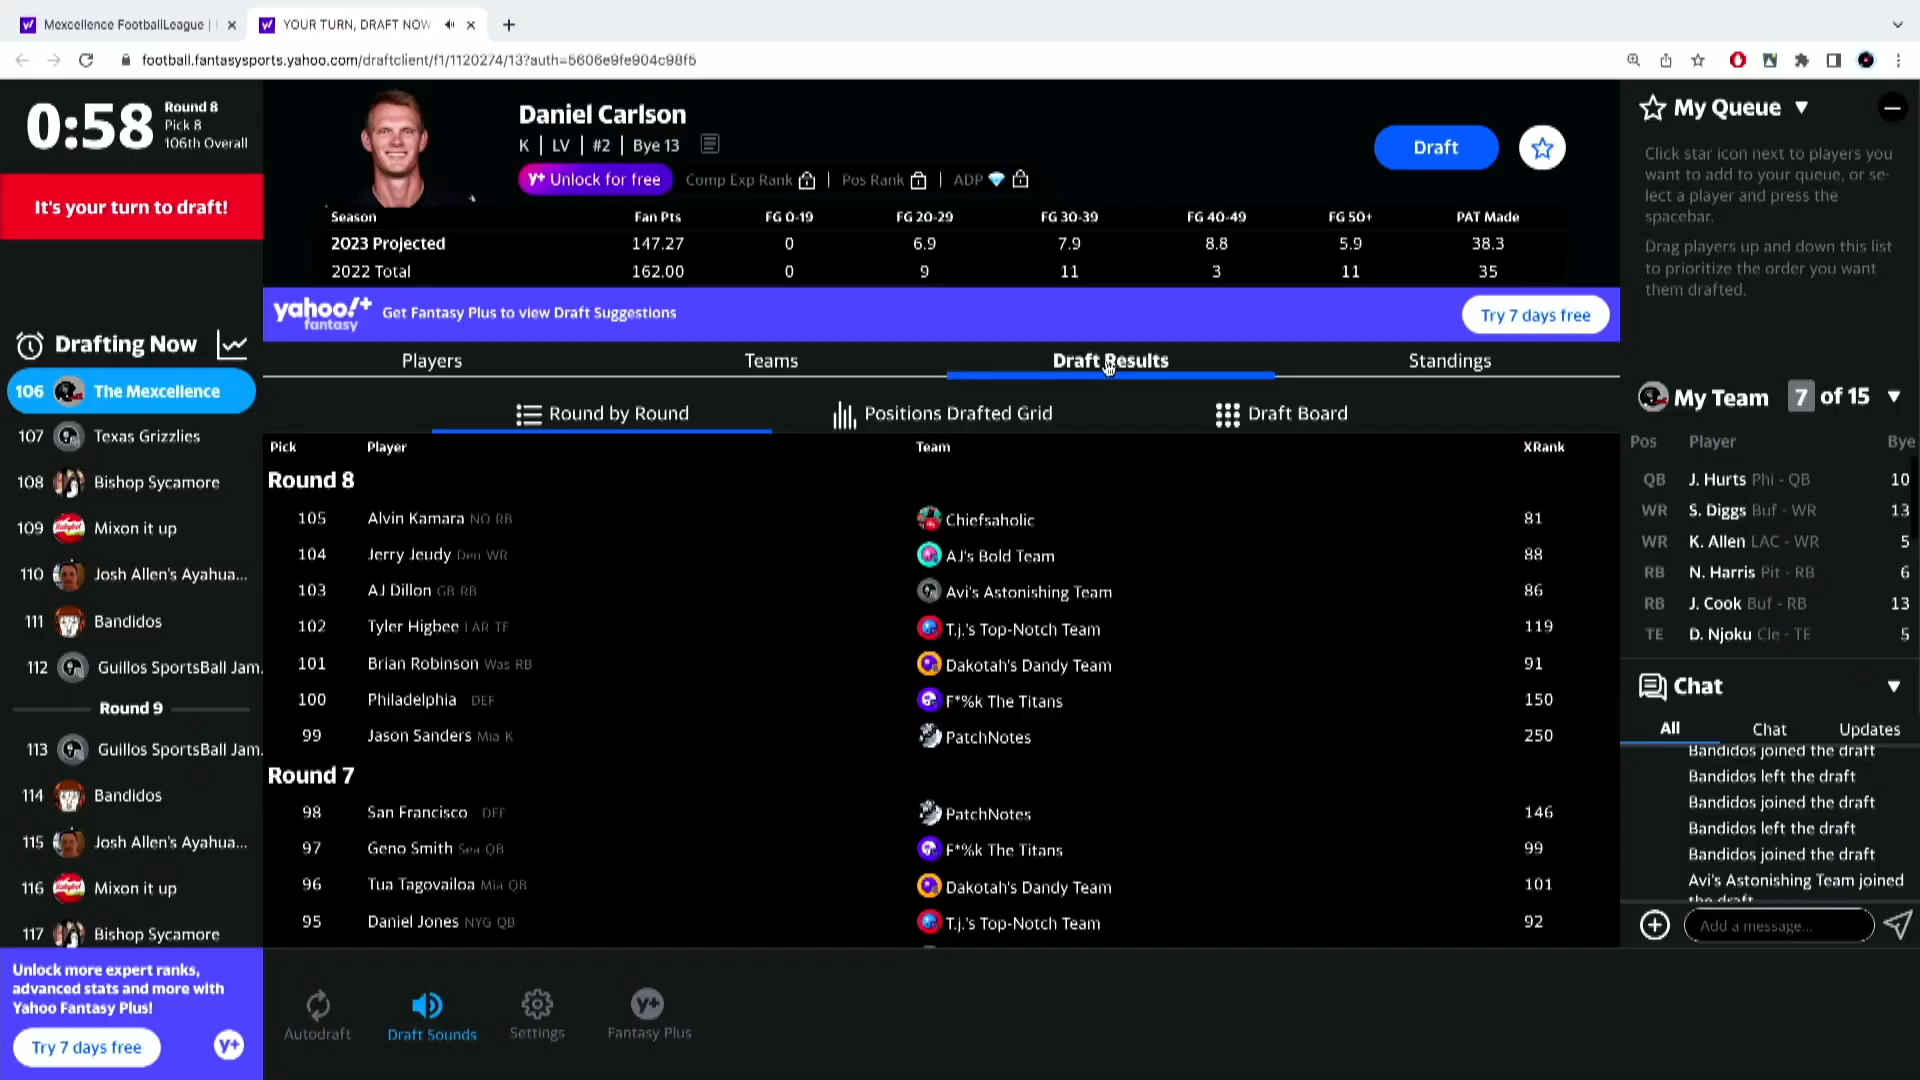 Mexcellence FootballLeague |
YOUR TURN, DRAFT NOW
football.fantasysports.yahoo.com/draftclient/f1/1120274/13?auth=5606e9fe904c98f5
0:58
Round 8
Pick 8
106th Overall
It's your turn to draft!
Drafting Now
106 The Mexcellence
107 Texas Grizzlies
108 Bishop Sycamore
109 Mixon it up
110 Josh Allen's Ayahua...
111 Bandidos
112 Guillos SportsBall Jam.
Round 9
113 Guillos SportsBall Jam.
114 Bandidos
115 Josh Allen's Ayahua...
116 Mixon it up
117 Bishop Sycamore
Unlock more expert ranks,
advanced stats and more with
Yahoo Fantasy Plus!
Try 7 days free
y+
Daniel Carlson
K | LV | #2 | Bye 13
y+ Unlock for free
Comp Exp Rank | Pos Rank | ADP
Draft
Season Fan Pts FG 0-19 FG 20-29 FG 30-39 FG 40-49 FG 50+ PAT Made
2023 Projected 147.27 0 6.9 7.9 8.8 5.9 38.3
2022 Total 162.00 0 9 11 3 11 35
yahoo!+
fantasy
Get Fantasy Plus to view Draft Suggestions
Try 7 days free
Players Teams Draft Results Standings
Round by Round Positions Drafted Grid Draft Board
Pick Player Team XRank
Round 8
105 Alvin Kamara NO RB Chiefsaholic 81
104 Jerry Jeudy Den WR AJ's Bold Team 88
103 AJ Dillon GB RB Avi's Astonishing Team 86
102 Tyler Higbee LAR TE T.j.'s Top-Notch Team 119
101 Brian Robinson Was RB Dakotah's Dandy Team 91
100 Philadelphia DEF F*%k The Titans 150
99 Jason Sanders Mia K PatchNotes 250
Round 7
98 San Francisco DEF PatchNotes 146
97 Geno Smith Sea QB F*%k The Titans 99
96 Tua Tagovailoa Mia QB Dakotah's Dandy Team 101
95 Daniel Jones NYG QB T.j.'s Top-Notch Team 92
Autodraft
Draft Sounds
Settings
y+
Fantasy Plus
My Queue
Click star icon next to players you
want to add to your queue, or se-
lect a player and press the
spacebar.
Drag players up and down this list
to prioritize the order you want
them drafted.
My Team 7 of 15
Pos Player Bye
QB J. Hurts Phi - QB 10
WR S. Diggs Buf - WR 13
WR K. Allen LAC - WR 5
RB N. Harris Pit - RB 6
RB J. Cook Buf - RB 13
TE D. Njoku Cle - TE 5
Chat
All Chat Updates
Bandidos joined the draft
Bandidos left the draft
Bandidos joined the draft
Bandidos left the draft
Bandidos joined the draft
Avi's Astonishing Team joined
the draft
Add a message...